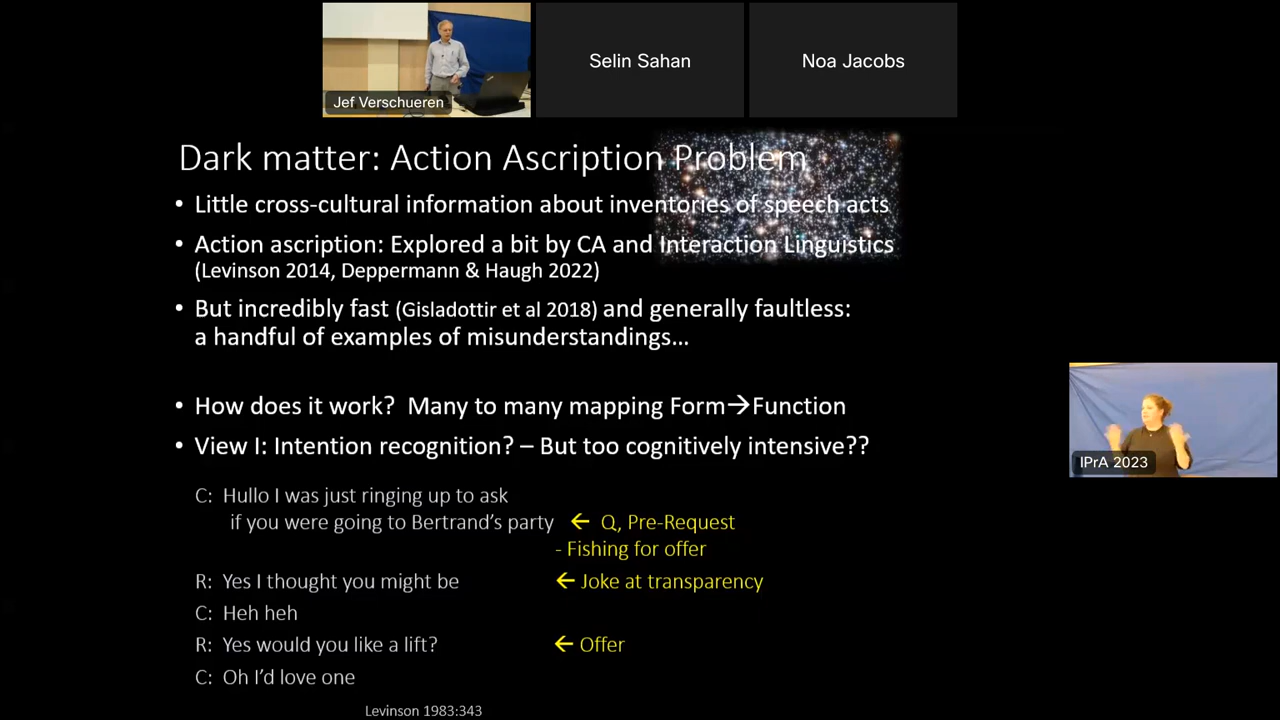 Jef Verschueren
Selin Sahan
Noa Jacobs
Dark matter: Action Ascription Problem
• Little cross-cultural information about inventories of speech acts
• Action ascription: Explored a bit by CA and Interaction Linguistics
(Levinson 2014, Deppermann & Haugh 2022)
• But incredibly fast (Gisladottir et al 2018) and generally faultless:
a handful of examples of misunderstandings...
• How does it work? Many to many mapping Form→Function
• View I: Intention recognition? – But too cognitively intensive??
IPrA 2023
C: Hullo I was just ringing up to ask
if you were going to Bertrand's party ← Q, Pre-Request
- Fishing for offer
R: Yes I thought you might be ← Joke at transparency
C: Heh heh
R: Yes would you like a lift? ← Offer
C: Oh I'd love one
Levinson 1983:343